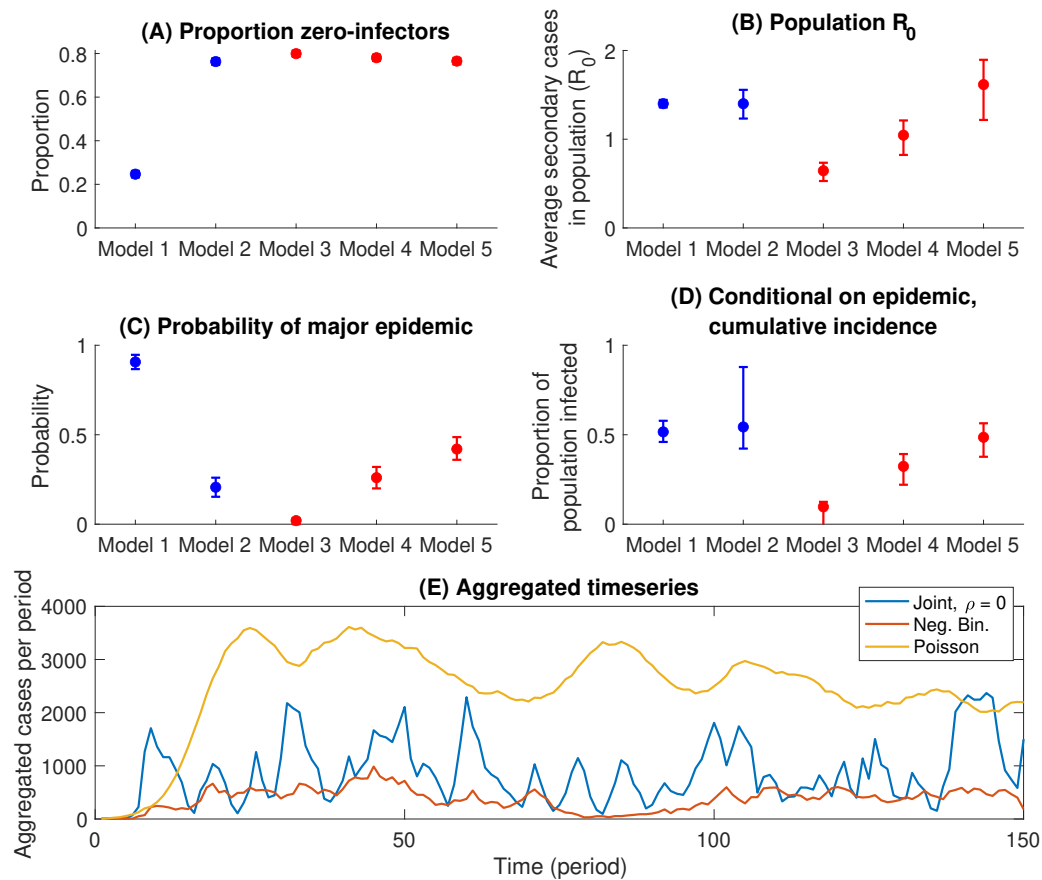 (A) Proportion zero-infectors
Proportion
0.8
0.6
0.4
0.2
0
Model 1 Model 2 Model 3 Model 4 Model 5
(B) Population R0
Average secondary cases
in population (R0)
2
1
0
Model 1 Model 2 Model 3 Model 4 Model 5
(C) Probability of major epidemic
Probability
1
0.5
0
Model 1 Model 2 Model 3 Model 4 Model 5
(D) Conditional on epidemic,
cumulative incidence
Proportion of
population infected
1
0.5
0
Model 1 Model 2 Model 3 Model 4 Model 5
(E) Aggregated timeseries
Aggregated cases per period
4000
3000
2000
1000
0
Joint, ρ = 0
Neg. Bin.
Poisson
0 50 100 150
Time (period)